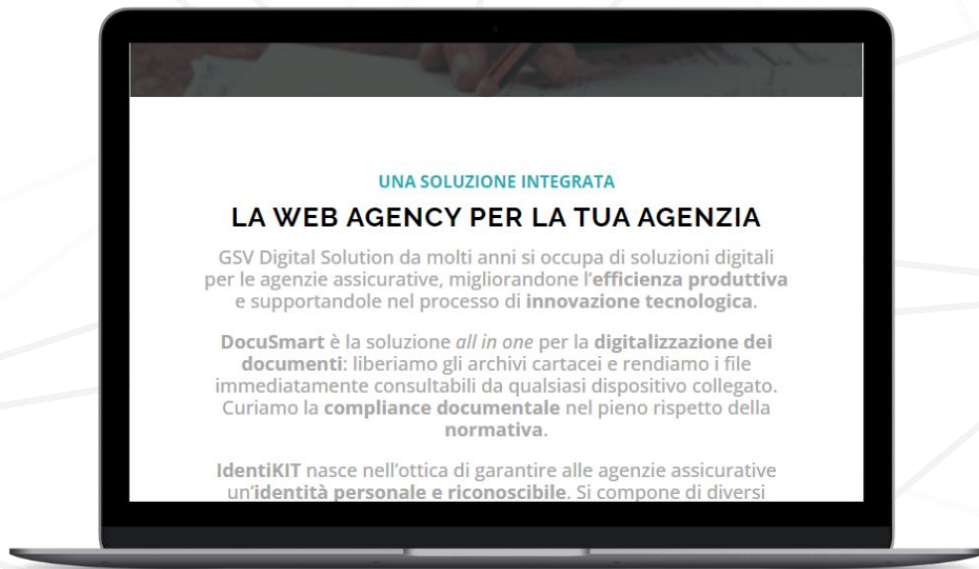 UNA SOLUZIONE INTEGRATA
LA WEB AGENCY PER LA TUA AGENZIA
GSV Digital Solution da molti anni si occupa di soluzioni digitali
per le agenzie assicurative, migliorandone l'efficienza produttiva
e supportandole nel processo di innovazione tecnologica.
DocuSmart è la soluzione all in one per la digitalizzazione dei
documenti: liberiamo gli archivi cartacei e rendiamo i file
immediatamente consultabili da qualsiasi dispositivo collegato.
Curiamo la compliance documentale nel pieno rispetto della
normativa.
IdentiKIT nasce nell'ottica di garantire alle agenzie assicurative
un'identità personale e riconoscibile. Si compone di diversi